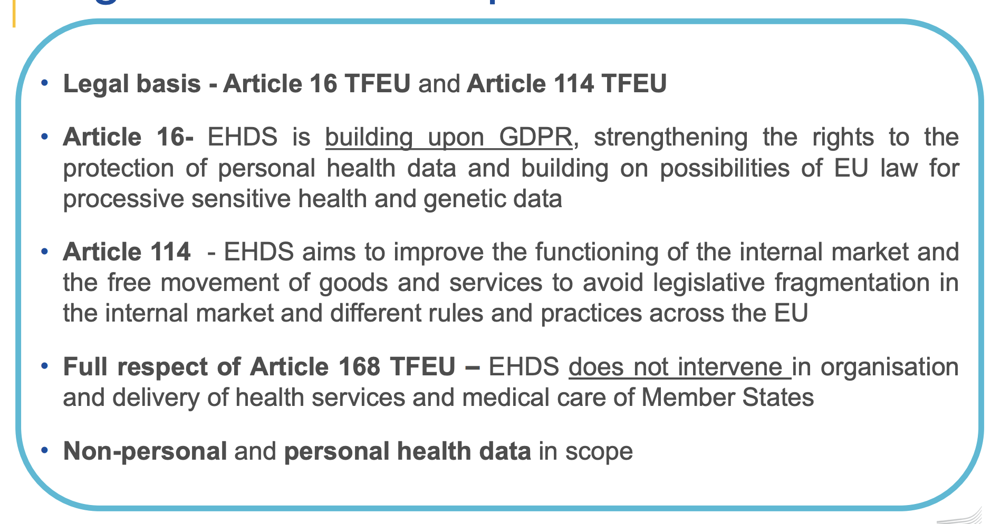 • Legal basis - Article 16 TFEU and Article 114 TFEU
• Article 16- EHDS is building upon GDPR, strengthening the rights to the
protection of personal health data and building on possibilities of EU law for
processive sensitive health and genetic data
• Article 114 - EHDS aims to improve the functioning of the internal market and
the free movement of goods and services to avoid legislative fragmentation in
the internal market and different rules and practices across the EU
• Full respect of Article 168 TFEU – EHDS does not intervene in organisation
and delivery of health services and medical care of Member States
• Non-personal and personal health data in scope